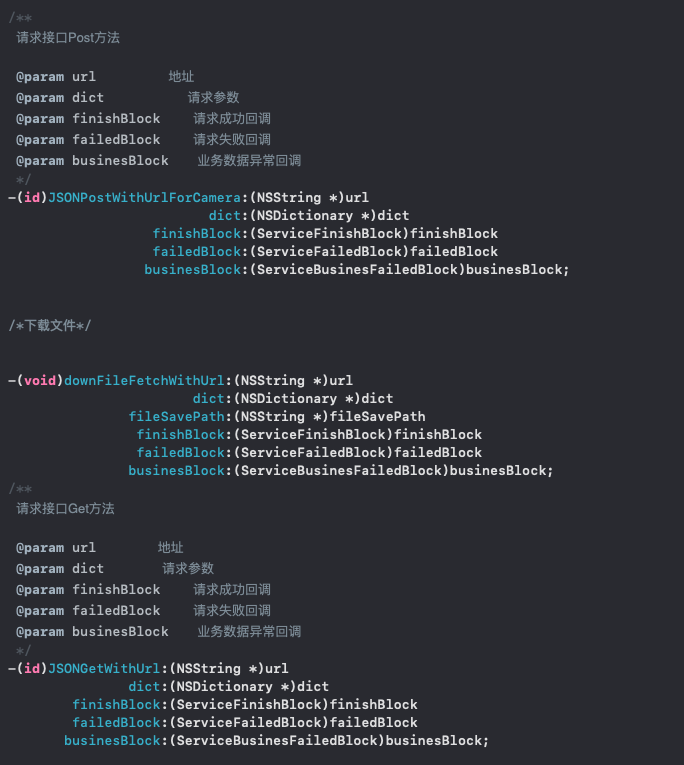 /**
请求接口Post方法
@param url 地址
@param dict 请求参数
@param finishBlock 请求成功回调
@param failedBlock 请求失败回调
@param businesBlock 业务数据异常回调
*/
-(id)JSONPostWithUrlForCamera:(NSString *)url
dict:(NSDictionary *)dict
finishBlock:(ServiceFinishBlock)finishBlock
failedBlock:(ServiceFailedBlock)failedBlock
businesBlock:(ServiceBusinesFailedBlock)businesBlock;
/*下载文件*/
-(void)downFileFetchWithUrl:(NSString *)url
dict:(NSDictionary *)dict
fileSavePath:(NSString *)fileSavePath
finishBlock:(ServiceFinishBlock)finishBlock
failedBlock:(ServiceFailedBlock)failedBlock
businesBlock:(ServiceBusinesFailedBlock)businesBlock;
/**
请求接口Get方法
@param url 地址
@param dict 请求参数
@param finishBlock 请求成功回调
@param failedBlock 请求失败回调
@param businesBlock 业务数据异常回调
*/
-(id)JSONGetWithUrl:(NSString *)url
dict:(NSDictionary *)dict
finishBlock:(ServiceFinishBlock)finishBlock
failedBlock:(ServiceFailedBlock)failedBlock
businesBlock:(ServiceBusinesFailedBlock)businesBlock;